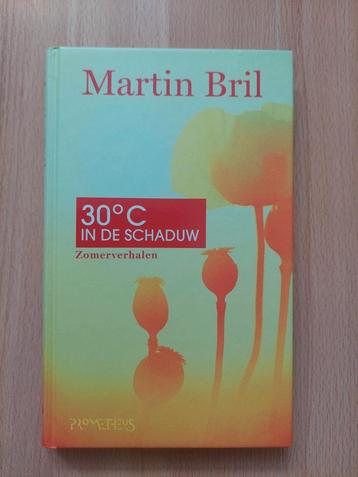 Martin Bril
30°C
IN DE SCHADUW
Zomerverhalen
PROMETHEUS